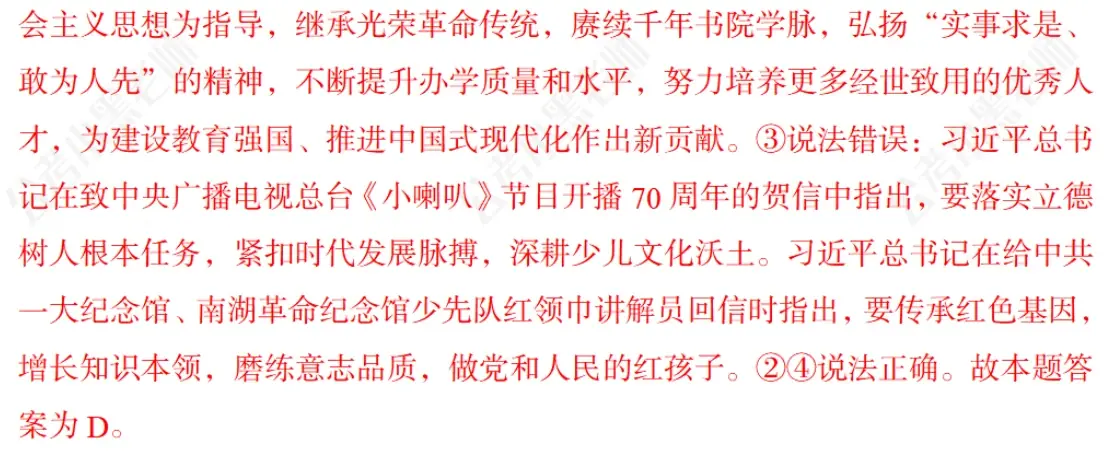 会主义思想为指导，继承光荣革命传统，赓续千年书院学脉，弘扬“实事求是、
敢为人先”的精神，不断提升办学质量和水平，努力培养更多经世致用的优秀人
才，为建设教育强国、推进中国式现代化作出新贡献。③说法错误：习近平总书
记在致中央广播电视总台《小喇叭》节目开播 70 周年的贺信中指出，要落实立德
树人根本任务，紧扣时代发展脉搏，深耕少儿文化沃土。习近平总书记在给中共
一大纪念馆、南湖革命纪念馆少先队红领巾讲解员回信时指出，要传承红色基因，
增长知识本领，磨练意志品质，做党和人民的红孩子。②④说法正确。故本题答
案为 D。